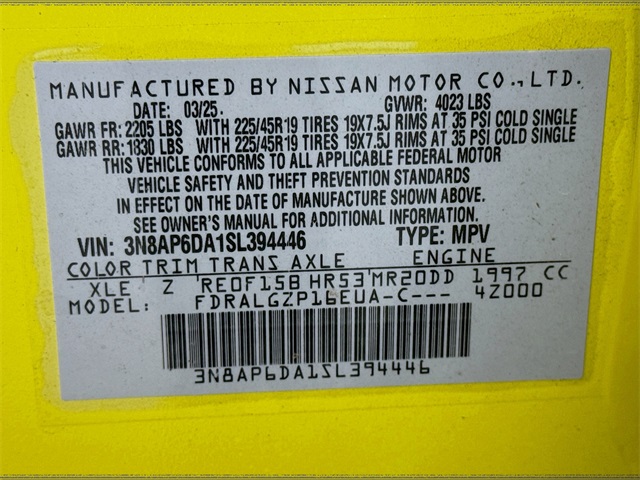 MANUFACTURED BY NISSAN MOTOR CO., LTD.
DATE: 03/25. GVWR: 4023 LBS
GAWR FR: 2205 LBS WITH 225/45R19 TIRES 19X7.5J RIMS AT 35 PSI COLD SINGLE
GAWR RR: 1830 LBS WITH 225/45R19 TIRES 19X7.5J RIMS AT 35 PSI COLD SINGLE
THIS VEHICLE CONFORMS TO ALL APPLICABLE FEDERAL MOTOR
VEHICLE SAFETY AND THEFT PREVENTION STANDARDS
IN EFFECT ON THE DATE OF MANUFACTURE SHOWN ABOVE.
SEE OWNER'S MANUAL FOR ADDITIONAL INFORMATION.
VIN: 3N8AP6DA1SL394446 TYPE: MPV
COLOR TRIM TRANS AXLE ENGINE
XLE Z RE0F15B HR53 MR20DD 1997 CC
MODEL: FDRALGZP16EUA-C--- 4Z000
3N8AP6DA1SL394446